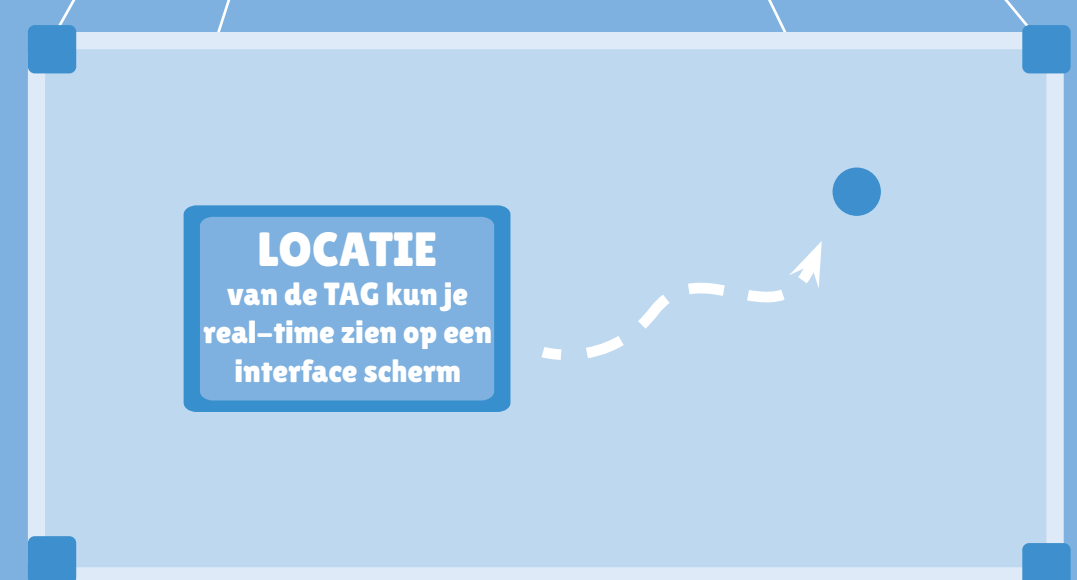 LOCATIE
van de TAG kun je
real-time zien op een
interface scherm